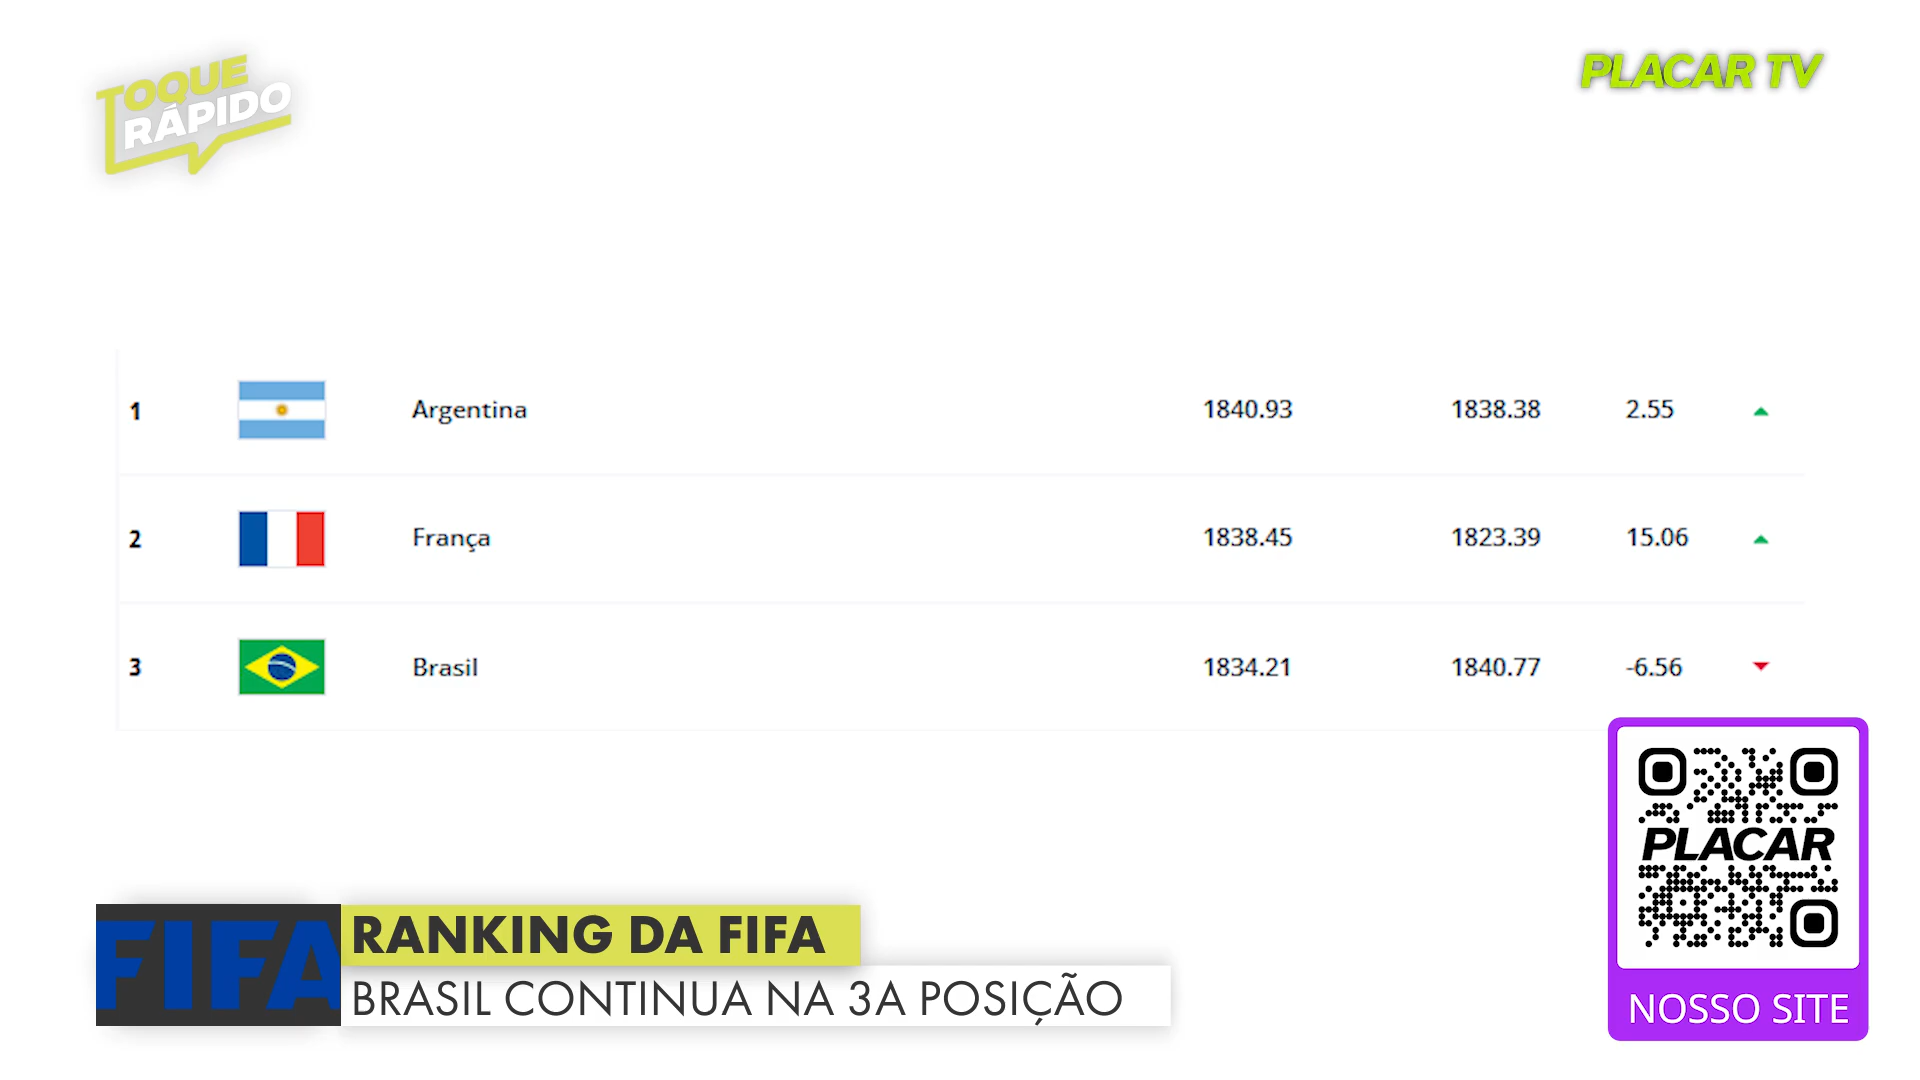 TOQUE
RÁPIDO
PLACAR TV
1 Argentina 1840.93 1838.38 2.55
2 França 1838.45 1823.39 15.06
3 Brasil 1834.21 1840.77 -6.56
PLACAR
NOSSO SITE
FIFA
RANKING DA FIFA
BRASIL CONTINUA NA 3A POSIÇÃO